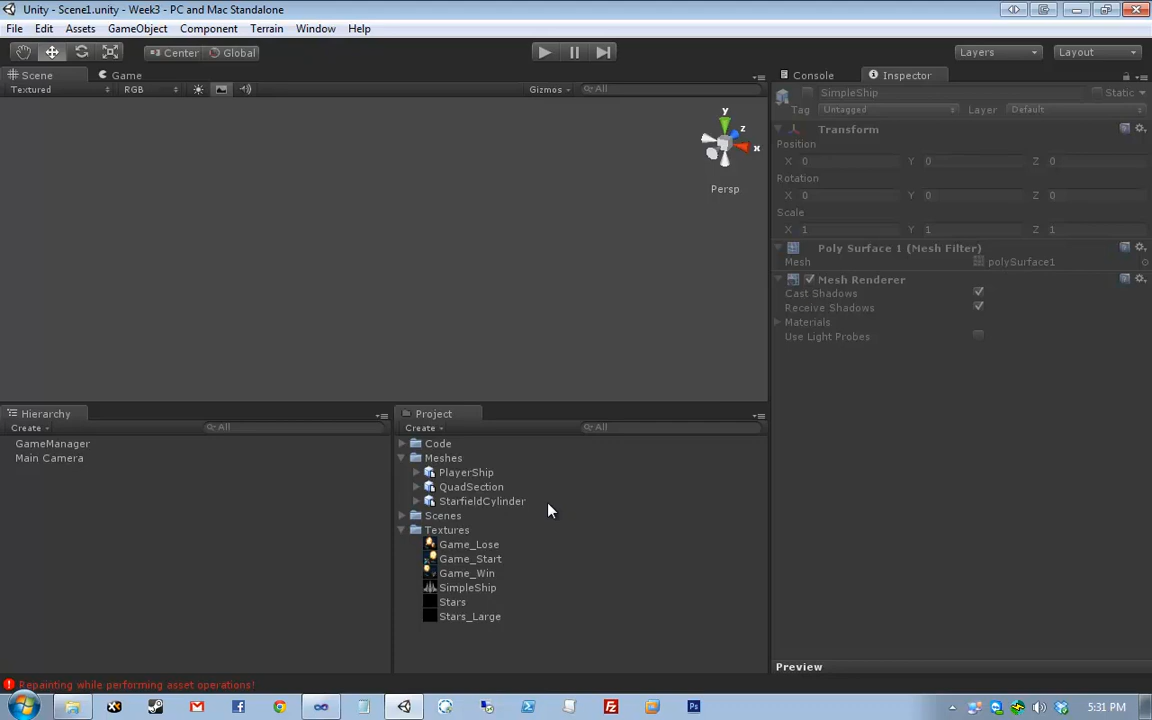 Unity - Scene1.unity - Week3 - PC and Mac Standalone
File Edit Assets GameObject Component Terrain Window Help
Center Global Layers Layout
Scene Game Console Inspector
Textured RGB Gizmos All
SimpleShip Static
Tag Untagged Layer Default
Transform
Position
X 0 Y 0 Z 0
Rotation
X 0 Y 0 Z 0
Scale
X 1 Y 1 Z 1
Poly Surface 1 (Mesh Filter)
Mesh polySurface1
Mesh Renderer
Cast Shadows
Receive Shadows
Materials
Use Light Probes
y
z
x
Persp
Hierarchy
Create All
GameManager
Main Camera
Project
Create All
Code
Meshes
PlayerShip
QuadSection
StarfieldCylinder
Scenes
Textures
Game_Lose
Game_Start
Game_Win
SimpleShip
Stars
Stars_Large
Preview
Repainting while performing asset operations!
Ps
5:31 PM